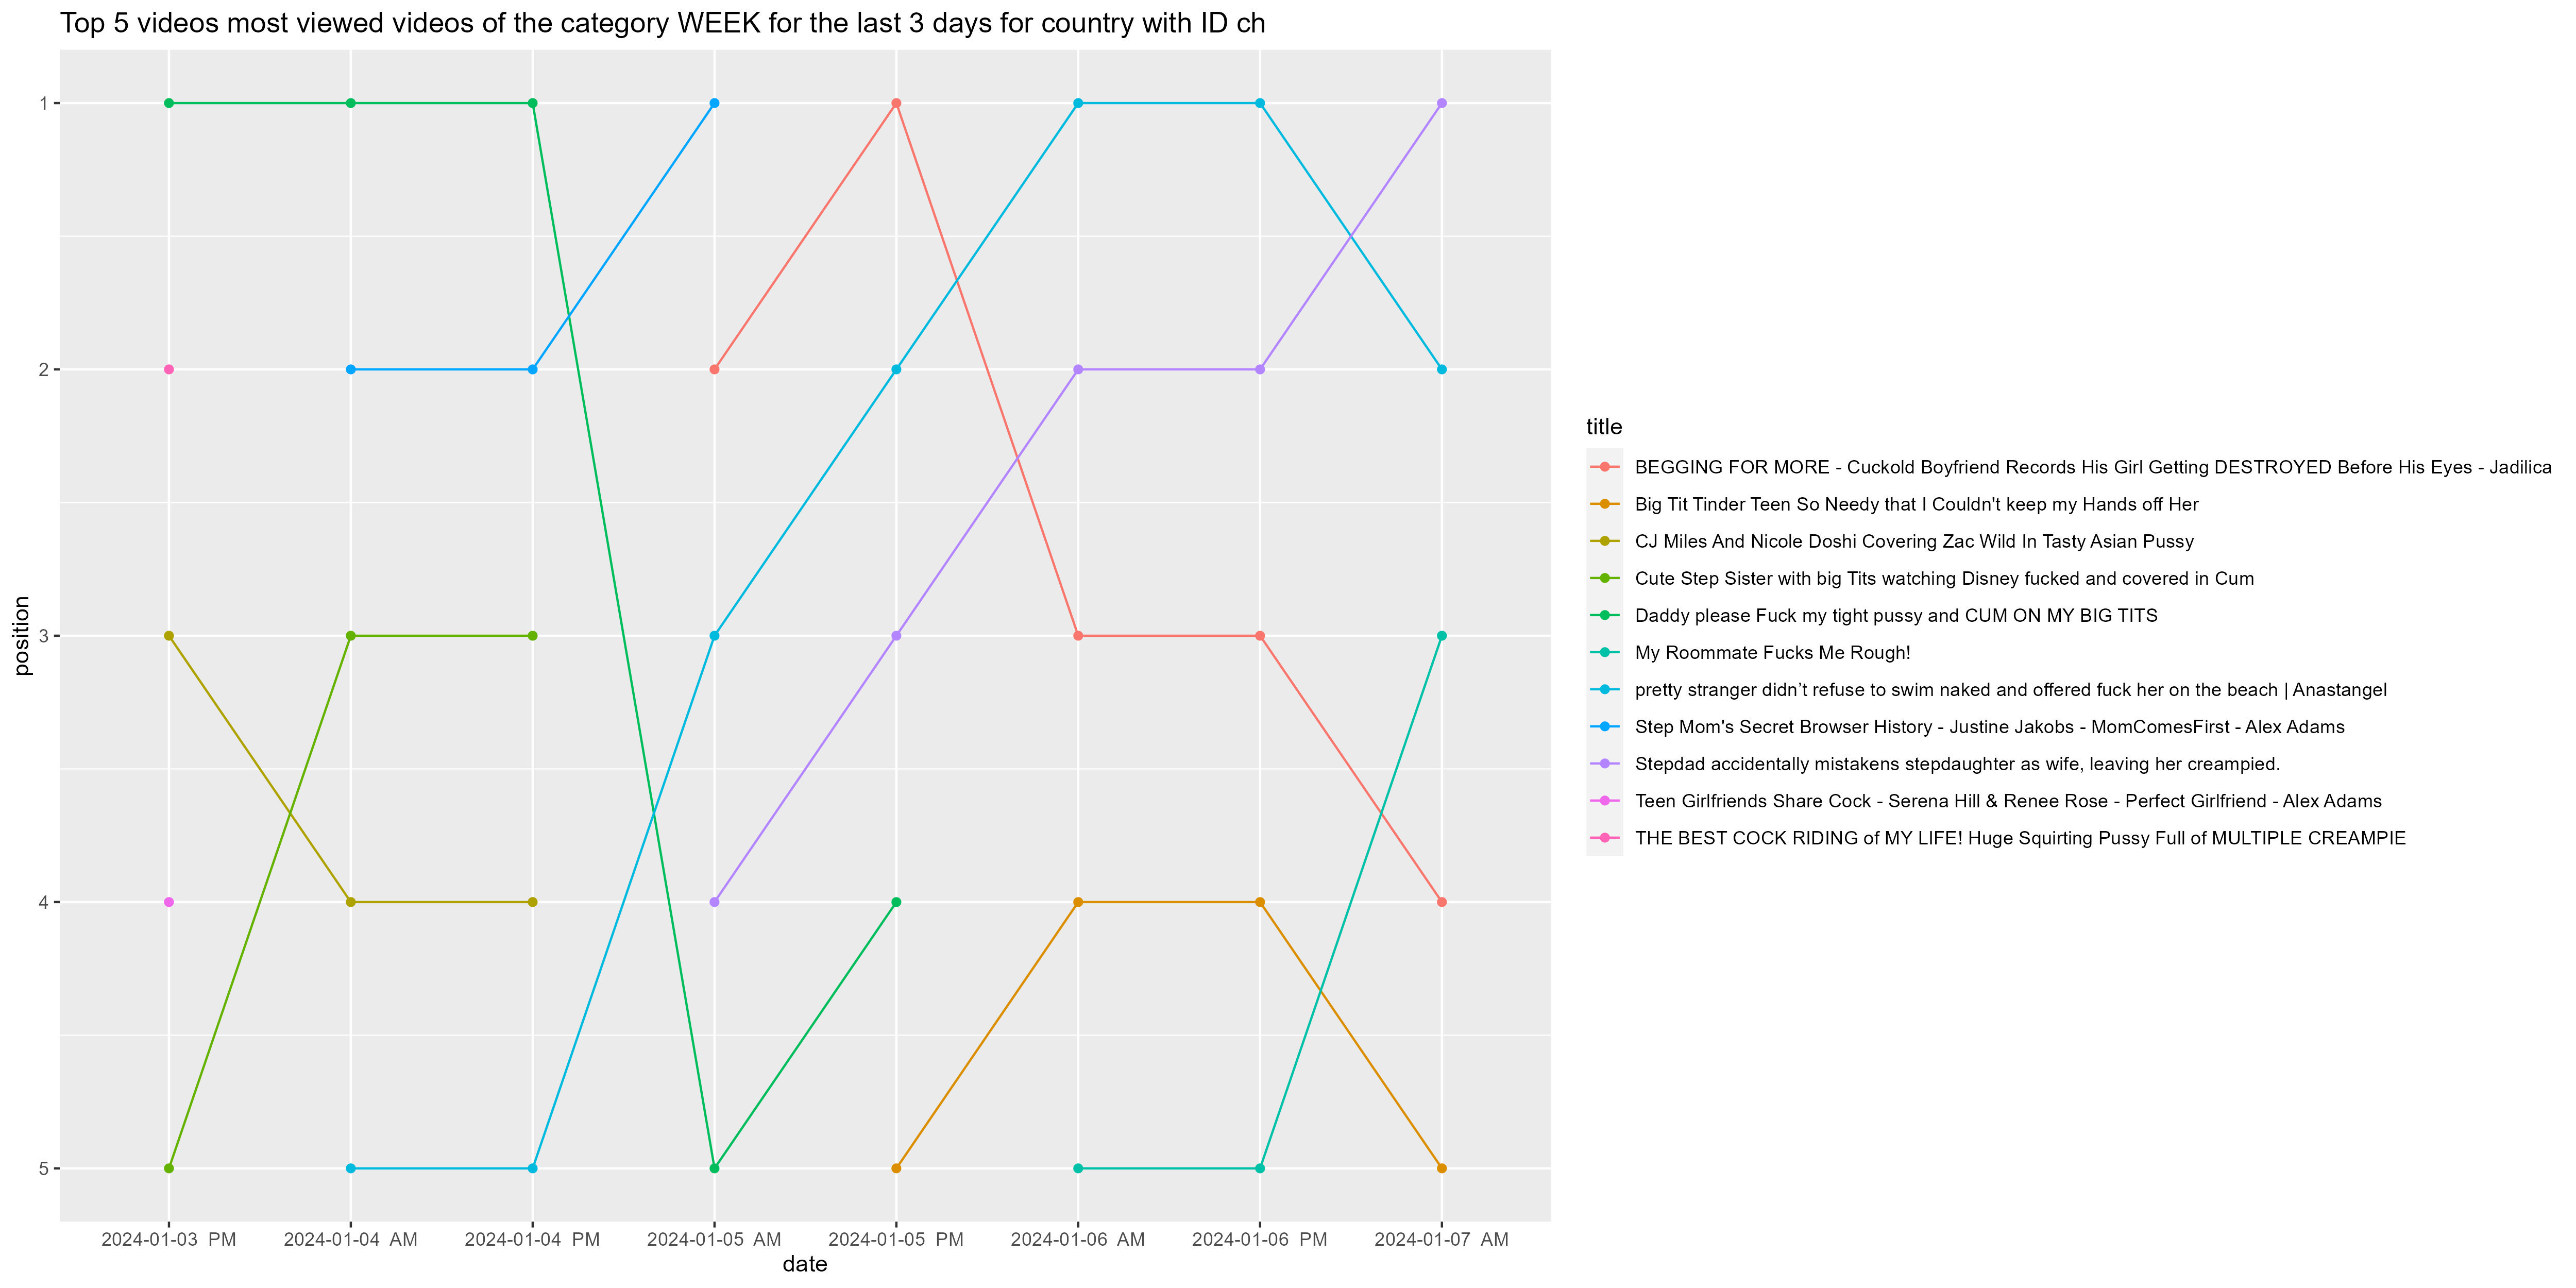 Top 5 videos most viewed videos of the category WEEK for the last 3 days for country with ID ch
position
1
2
3
4
5
2024-01-03 PM
2024-01-04 AM
2024-01-04 PM
2024-01-05 AM
2024-01-05 PM
2024-01-06 AM
2024-01-06 PM
2024-01-07 AM
date
title
BEGGING FOR MORE - Cuckold Boyfriend Records His Girl Getting DESTROYED Before His Eyes - Jadilica
Big Tit Tinder Teen So Needy that I Couldn't keep my Hands off Her
CJ Miles And Nicole Doshi Covering Zac Wild In Tasty Asian Pussy
Cute Step Sister with big Tits watching Disney fucked and covered in Cum
Daddy please Fuck my tight pussy and CUM ON MY BIG TITS
My Roommate Fucks Me Rough!
pretty stranger didn’t refuse to swim naked and offered fuck her on the beach | Anastangel
Step Mom's Secret Browser History - Justine Jakobs - MomComesFirst - Alex Adams
Stepdad accidentally mistakens stepdaughter as wife, leaving her creampied.
Teen Girlfriends Share Cock - Serena Hill & Renee Rose - Perfect Girlfriend - Alex Adams
THE BEST COCK RIDING of MY LIFE! Huge Squirting Pussy Full of MULTIPLE CREAMPIE